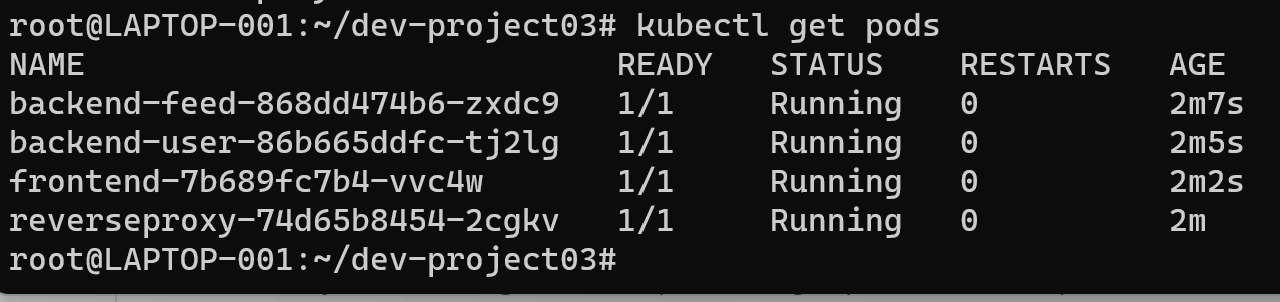 root@LAPTOP-001:~/dev-project03# kubectl get pods
NAME READY STATUS RESTARTS AGE
backend-feed-868dd474b6-zxdc9 1/1 Running 0 2m7s
backend-user-86b665ddfc-tj2lg 1/1 Running 0 2m5s
frontend-7b689fc7b4-vvc4w 1/1 Running 0 2m2s
reverseproxy-74d65b8454-2cgkv 1/1 Running 0 2m
root@LAPTOP-001:~/dev-project03#